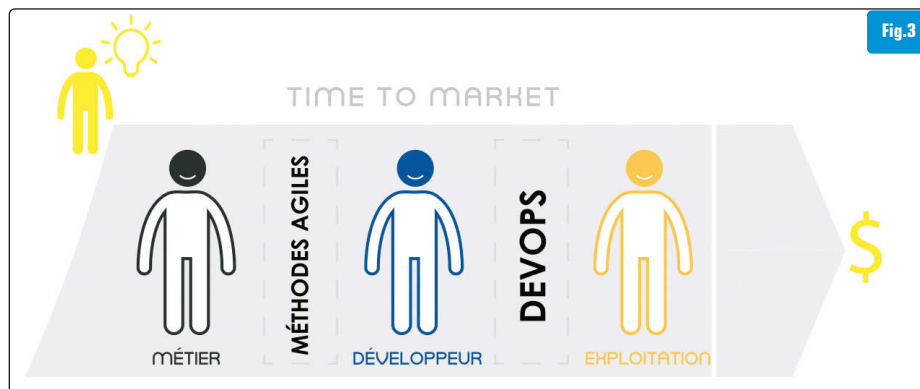 Fig.3
TIME TO MARKET
MÉTHODES AGILES
DEVOPS
$
MÉTIER
DÉVELOPPEUR
EXPLOITATION